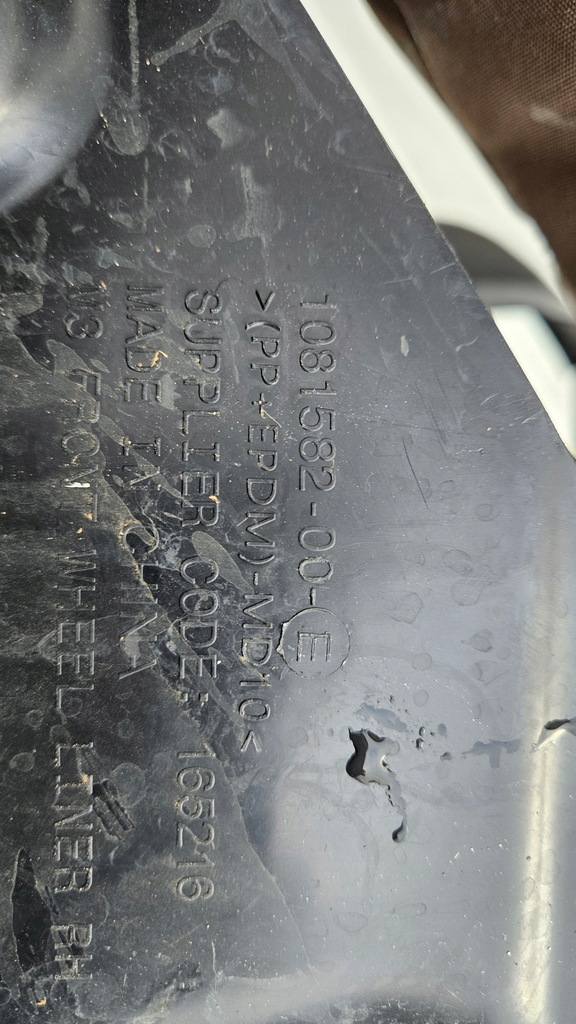 1081582-00-E
>(PP+EPDM)-MD10<
SUPPLIER CODE: 165216
MADE IN CHINA
M3 FRONT WHEEL LINER RH